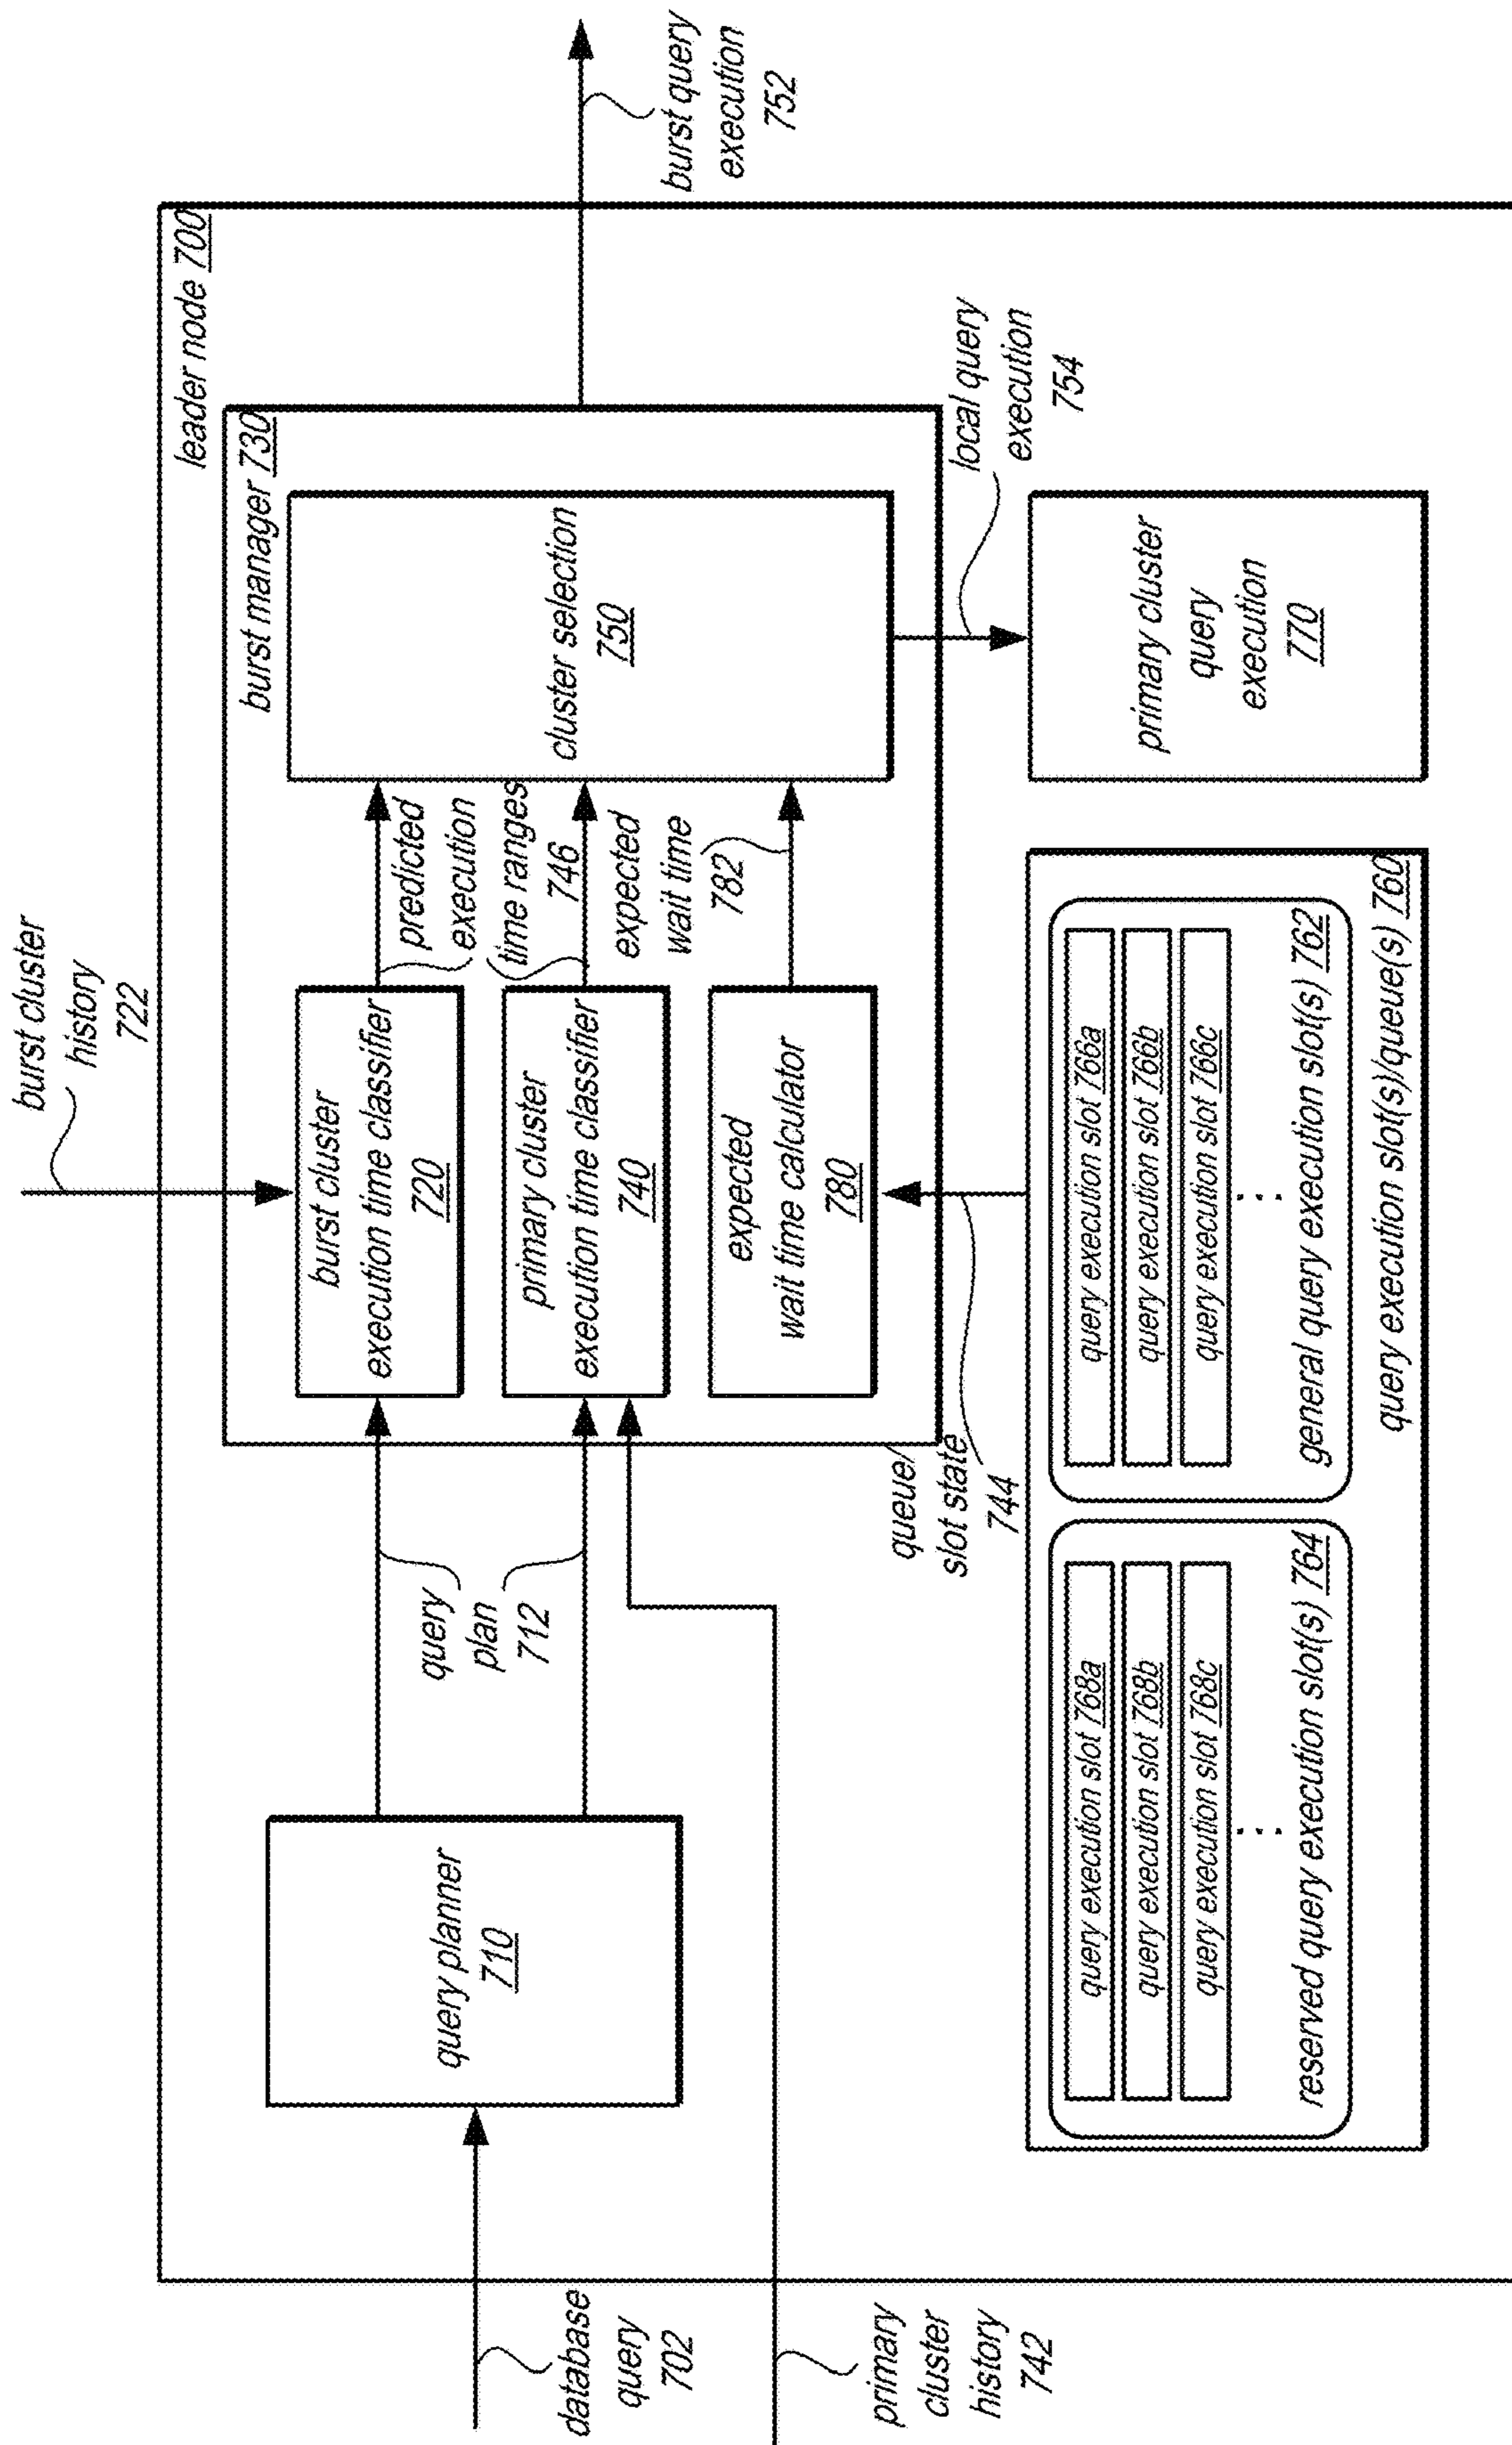 burst cluster
history
722
leader node 700
burst manager 730
database
query
702
query planner
710
query
plan
712
burst cluster
execution time classifier
720
primary cluster
execution time classifier
740
expected
wait time calculator
780
predicted
execution
time ranges
746
expected
wait time
782
cluster selection
750
burst query
execution
752
primary
cluster
history
742
queue/
slot state
744
local query
execution
754
query execution slot 768a
query execution slot 768b
query execution slot 768c
...
reserved query execution slot(s) 764
query execution slot 766a
query execution slot 766b
query execution slot 766c
...
general query execution slot(s) 762
query execution slot(s)/queue(s) 760
primary cluster
query
execution
770